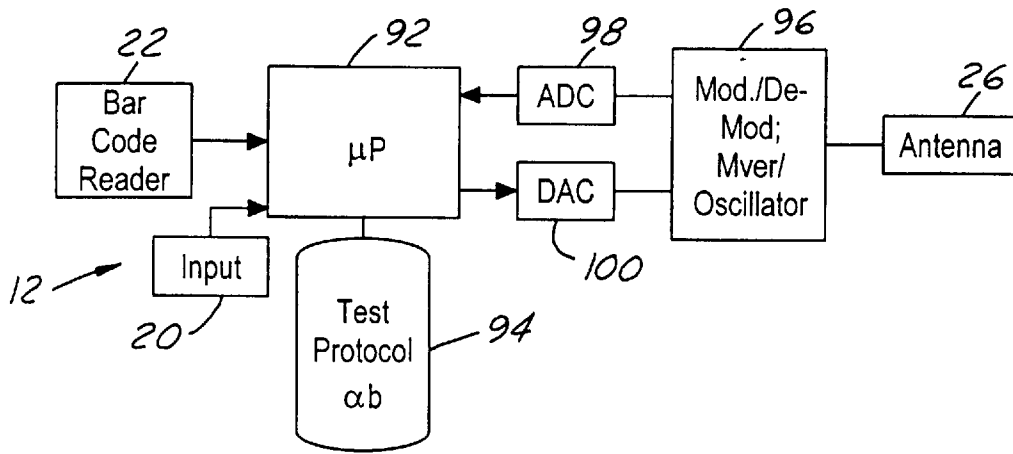 22
Bar
Code
Reader
92
μP
98
ADC
96
Mod./De-
Mod;
Mver/
Oscillator
26
Antenna
DAC
100
12
Input
20
Test
Protocol
αb
94